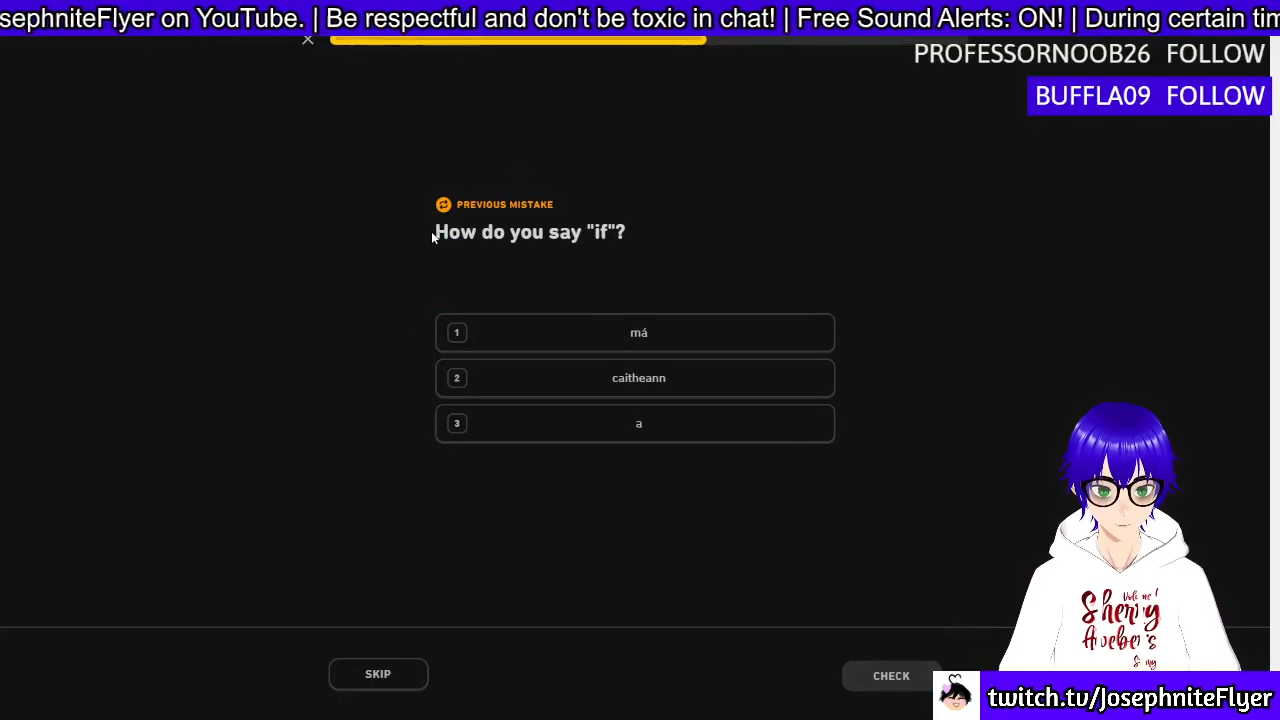 osephniteFlyer on YouTube. | Be respectful and don't be toxic in chat! | Free Sound Alerts: ON! | During certain tim
PROFESSORNOOB26 FOLLOW
BUFFLA09 FOLLOW
PREVIOUS MISTAKE
How do you say "if"?
1 má
2 caitheann
3 a
Sherry
SKIP
CHECK
twitch.tv/JosephniteFlyer